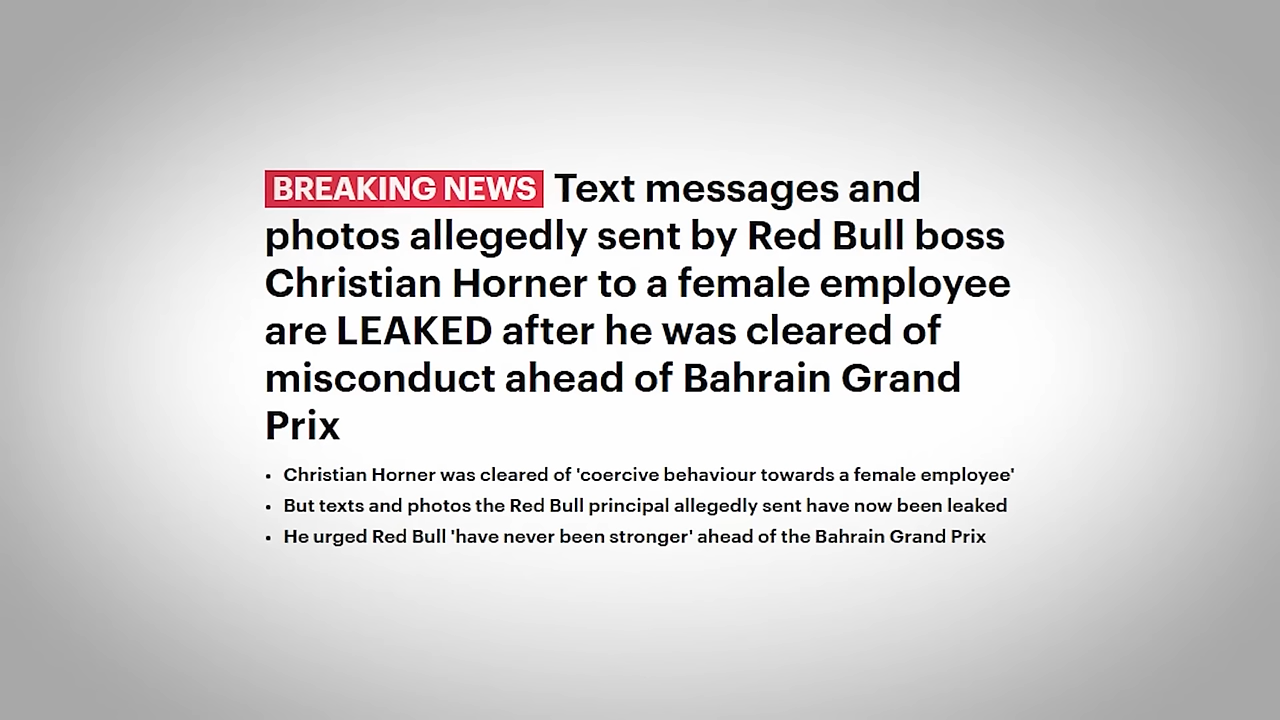 BREAKING NEWS Text messages and
photos allegedly sent by Red Bull boss
Christian Horner to a female employee
are LEAKED after he was cleared of
misconduct ahead of Bahrain Grand
Prix
• Christian Horner was cleared of 'coercive behaviour towards a female employee'
• But texts and photos the Red Bull principal allegedly sent have now been leaked
• He urged Red Bull 'have never been stronger' ahead of the Bahrain Grand Prix